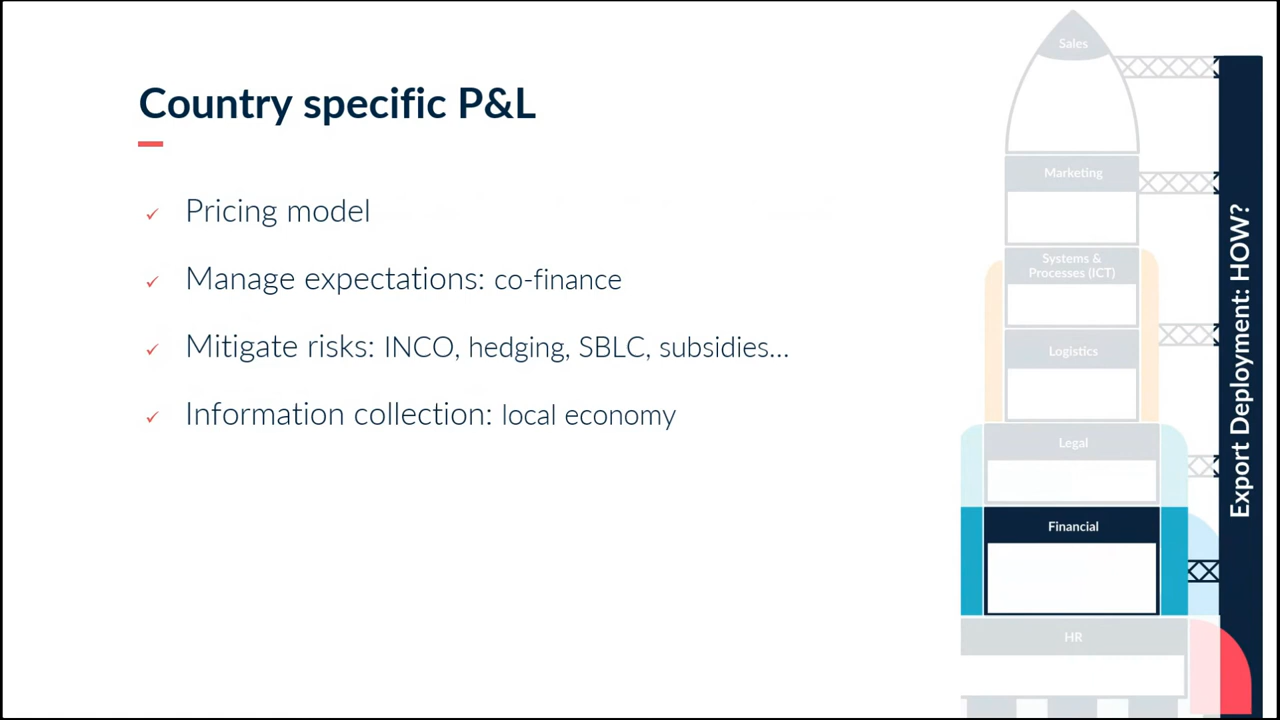 Country specific P&L
✓ Pricing model
✓ Manage expectations: co-finance
✓ Mitigate risks: INCO, hedging, SBLC, subsidies...
✓ Information collection: local economy
Sales
Marketing
Systems &
Processes (ICT)
Logistics
Legal
Financial
HR
Export Deployment: HOW?